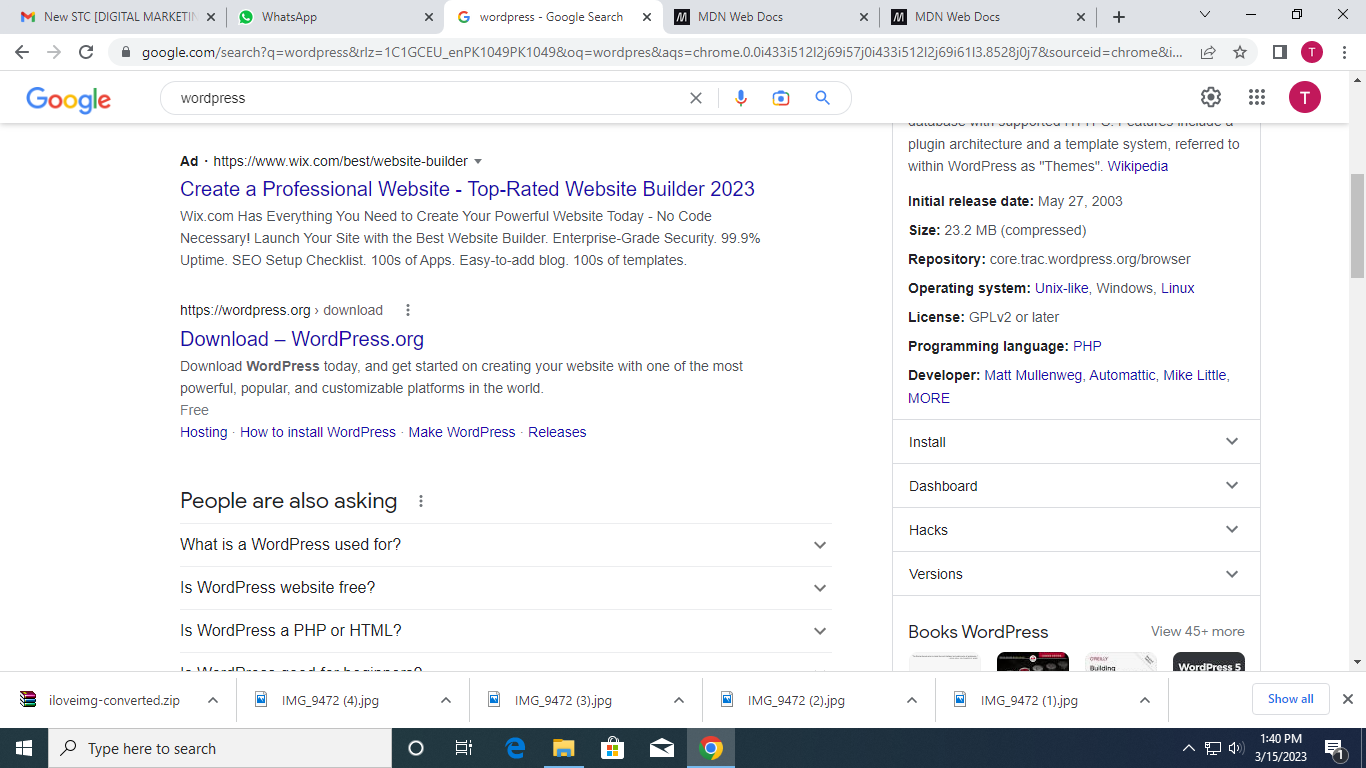 New STC [DIGITAL MARKETIN
WhatsApp
wordpress - Google Search
MDN Web Docs
MDN Web Docs
google.com/search?q=wordpress&rlz=1C1GCEU_enPK1049PK1049&oq=wordpres&aqs=chrome.0.0i433i512l2j69i57j0i433i512l2j69i61l3.8528j0j7&sourceid=chrome&i...
T
Google
wordpress
T
plugin architecture and a template system, referred to
within WordPress as "Themes". Wikipedia
Initial release date: May 27, 2003
Size: 23.2 MB (compressed)
Repository: core.trac.wordpress.org/browser
Operating system: Unix-like, Windows, Linux
License: GPLv2 or later
Programming language: PHP
Developer: Matt Mullenweg, Automattic, Mike Little,
MORE
Install
Dashboard
Hacks
Versions
Books WordPress
View 45+ more
O'REILLY
Building
WordPress 5
Ad · https://www.wix.com/best/website-builder
Create a Professional Website - Top-Rated Website Builder 2023
Wix.com Has Everything You Need to Create Your Powerful Website Today - No Code
Necessary! Launch Your Site with the Best Website Builder. Enterprise-Grade Security. 99.9%
Uptime. SEO Setup Checklist. 100s of Apps. Easy-to-add blog. 100s of templates.
https://wordpress.org › download
Download – WordPress.org
Download WordPress today, and get started on creating your website with one of the most
powerful, popular, and customizable platforms in the world.
Free
Hosting · How to install WordPress · Make WordPress · Releases
People are also asking
What is a WordPress used for?
Is WordPress website free?
Is WordPress a PHP or HTML?
Is WordPress good for beginners?
iloveimg-converted.zip
IMG_9472 (4).jpg
IMG_9472 (3).jpg
IMG_9472 (2).jpg
IMG_9472 (1).jpg
Show all
Type here to search
1:40 PM
3/15/2023
1